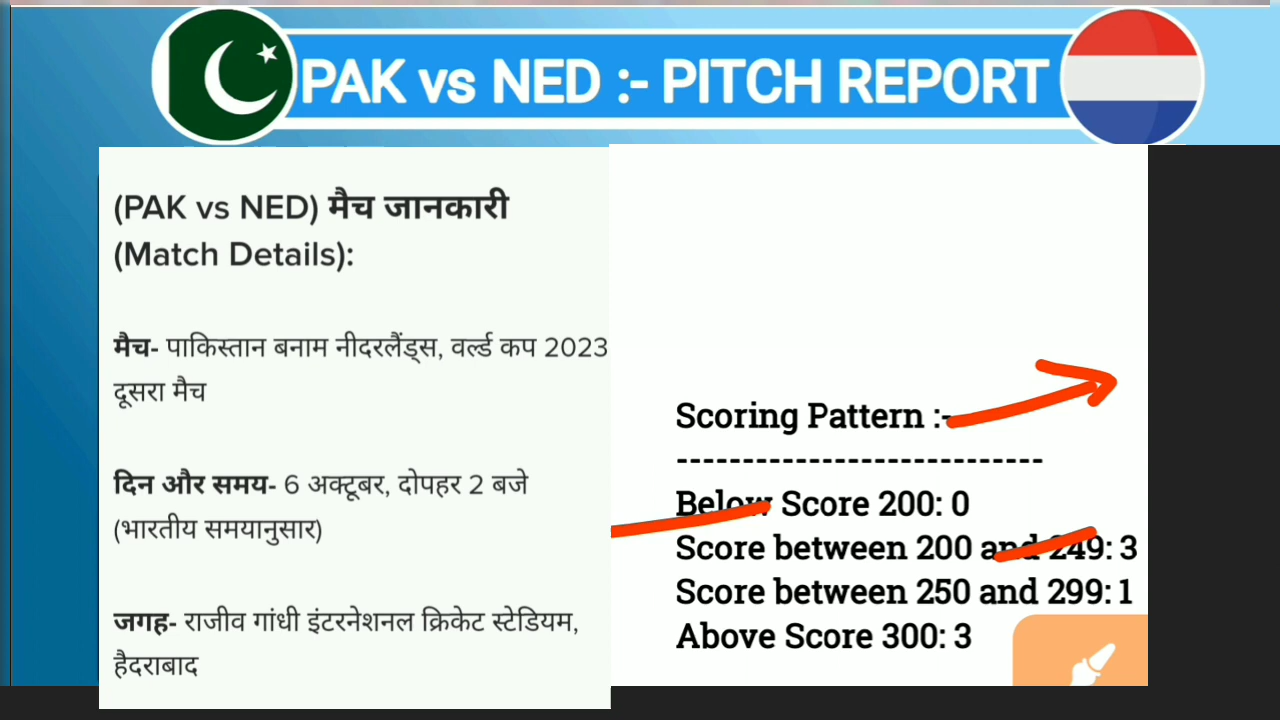 PAK vs NED :- PITCH REPORT
(PAK vs NED) मैच जानकारी
(Match Details):
मैच- पाकिस्तान बनाम नीदरलैंड्स, वर्ल्ड कप 2023
दूसरा मैच
दिन और समय- 6 अक्टूबर, दोपहर 2 बजे
(भारतीय समयानुसार)
जगह- राजीव गांधी इंटरनेशनल क्रिकेट स्टेडियम,
हैदराबाद
Scoring Pattern :-
----------------------------
Below Score 200: 0
Score between 200 and 249: 3
Score between 250 and 299: 1
Above Score 300: 3